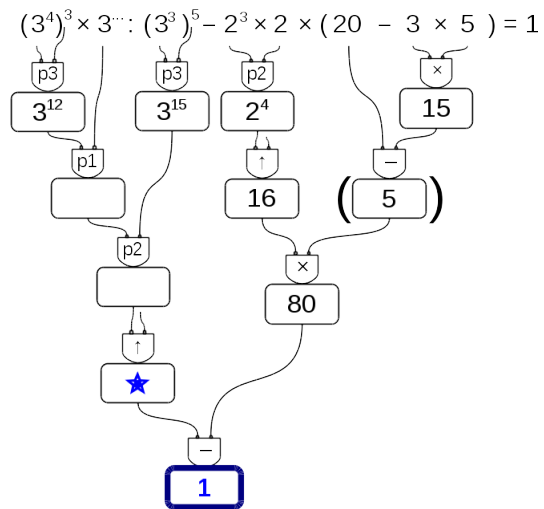 (3⁴)³ × 3^... : (3³)⁵ – 2³ × 2 × (20 – 3 × 5) = 1
p3 p3 p2 ×
3¹² 3¹⁵ 2⁴ 15
p1 ↑ –
16 (5)
p2 ×
80
↑
–
1